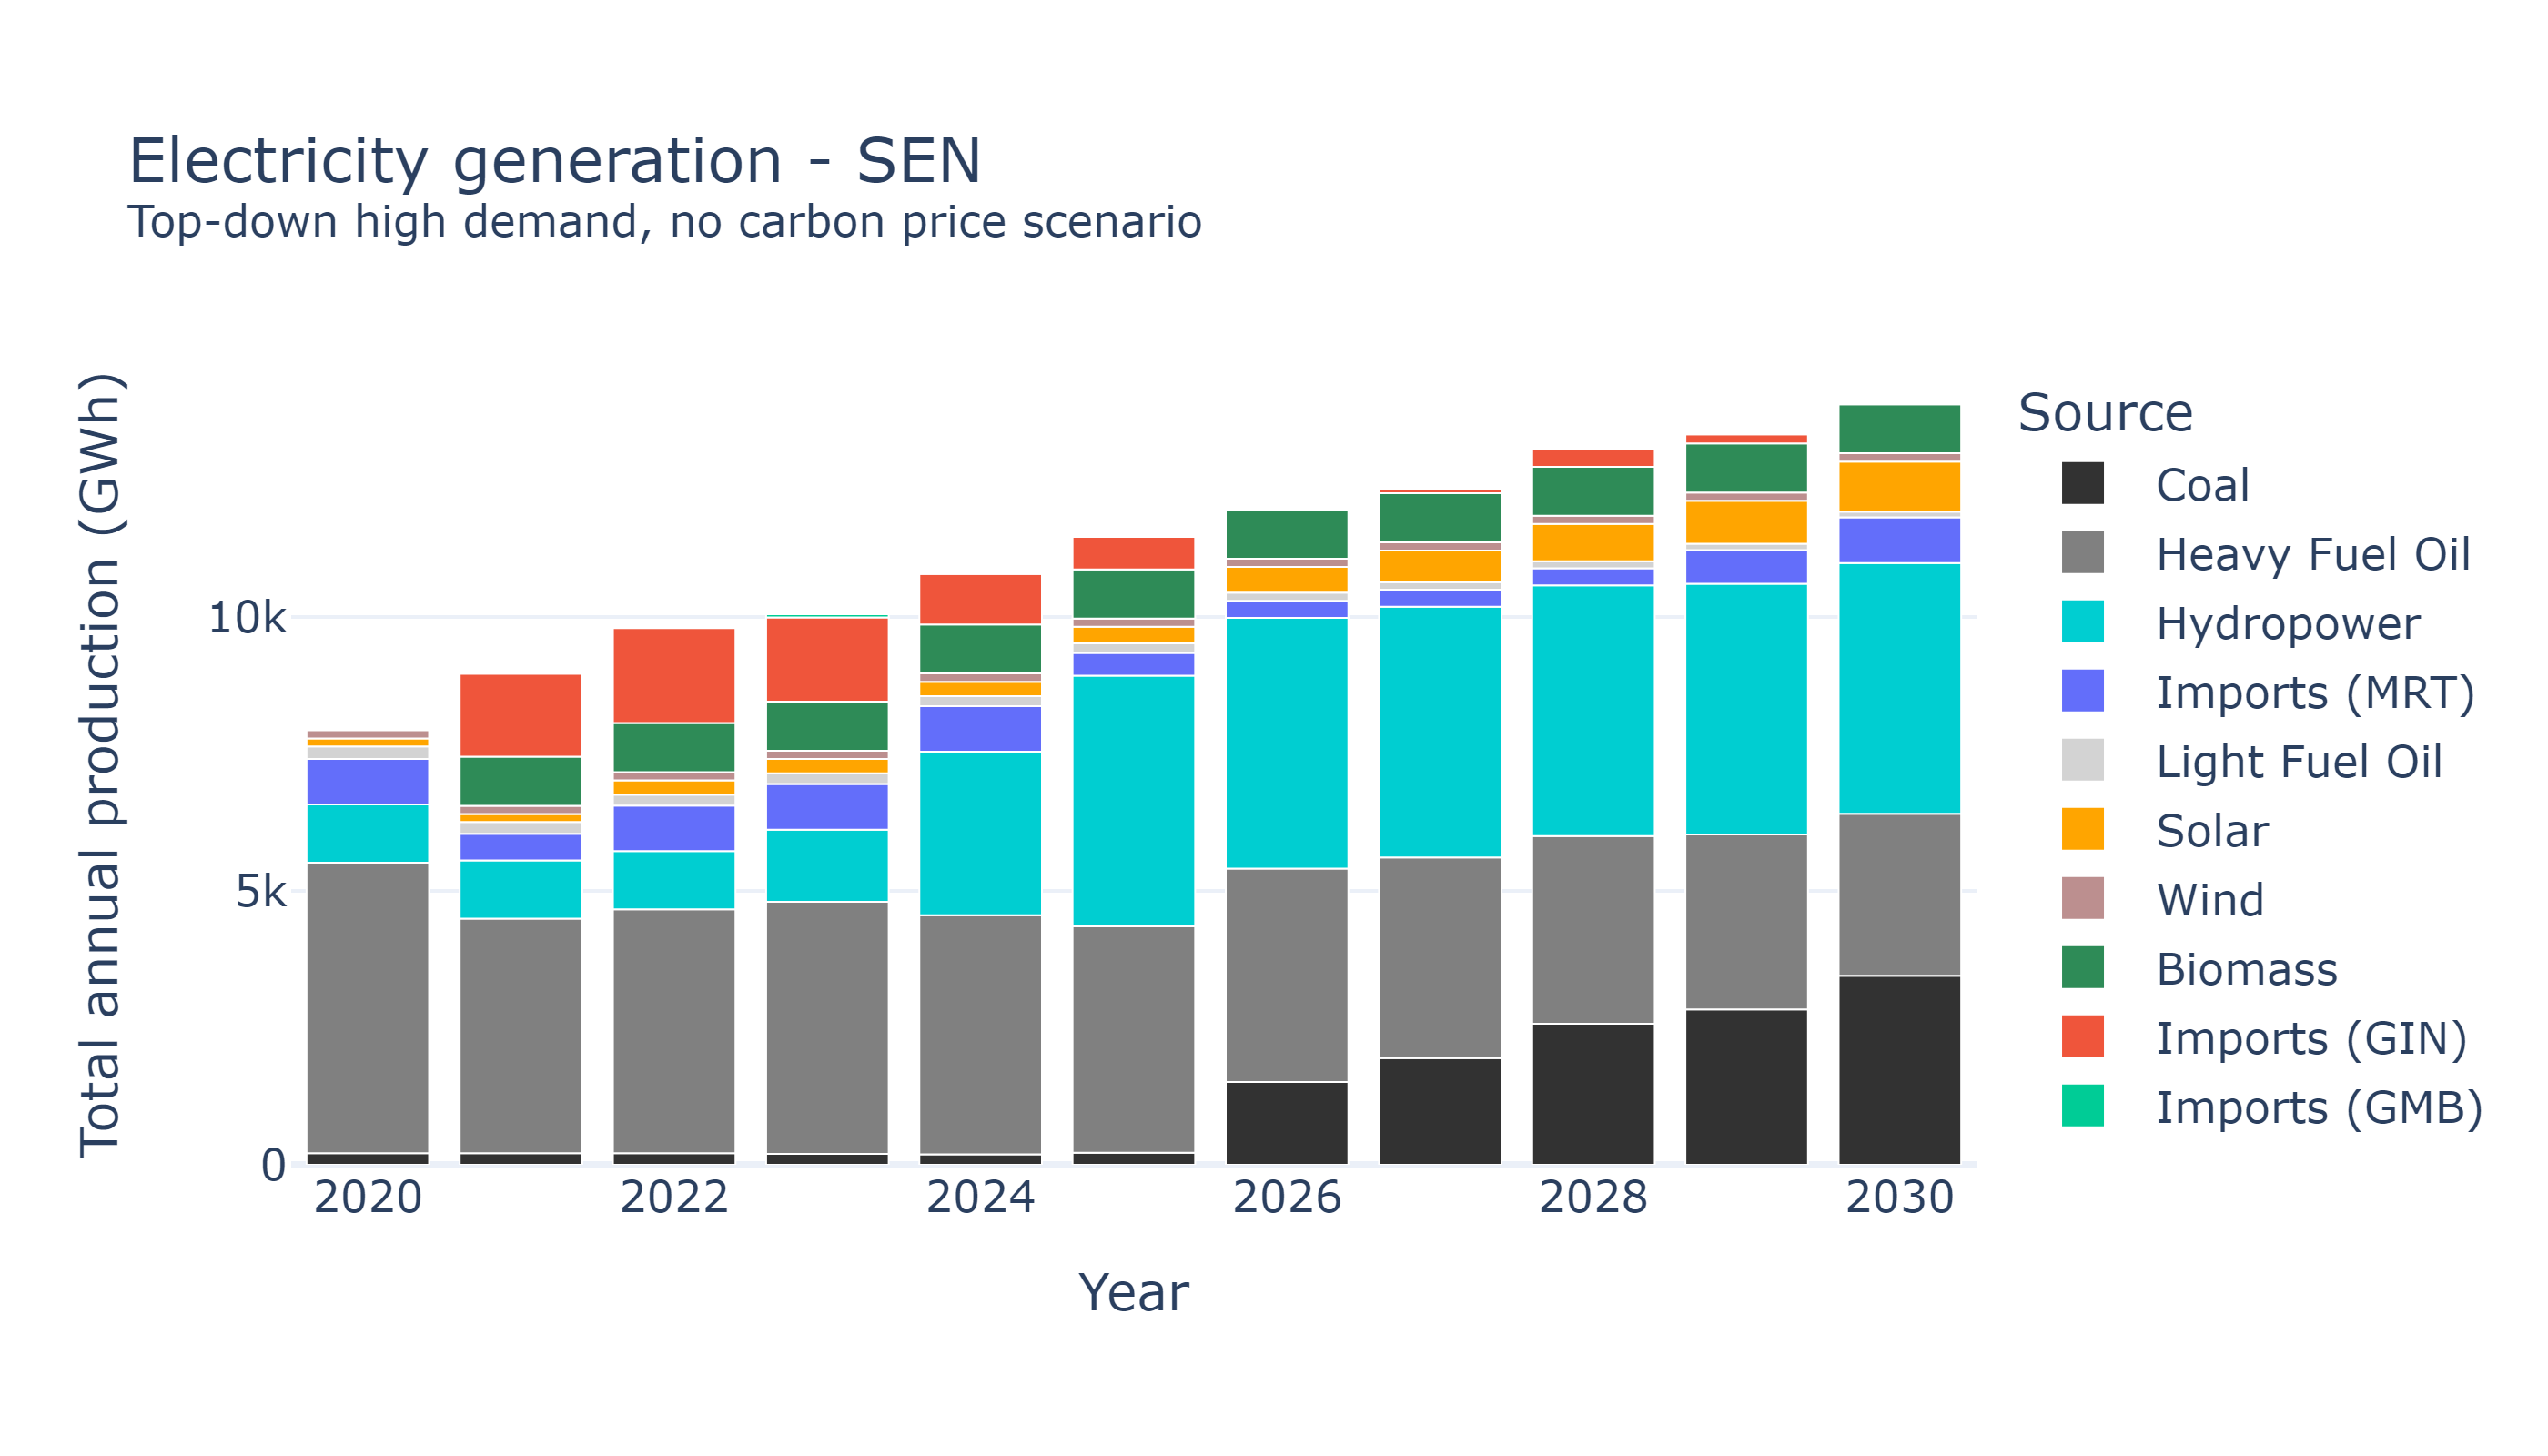 Electricity generation - SEN
Top-down high demand, no carbon price scenario
Total annual production (GWh)
10k
5k
0
2020
2022
2024
2026
2028
2030
Year
Source
Coal
Heavy Fuel Oil
Hydropower
Imports (MRT)
Light Fuel Oil
Solar
Wind
Biomass
Imports (GIN)
Imports (GMB)